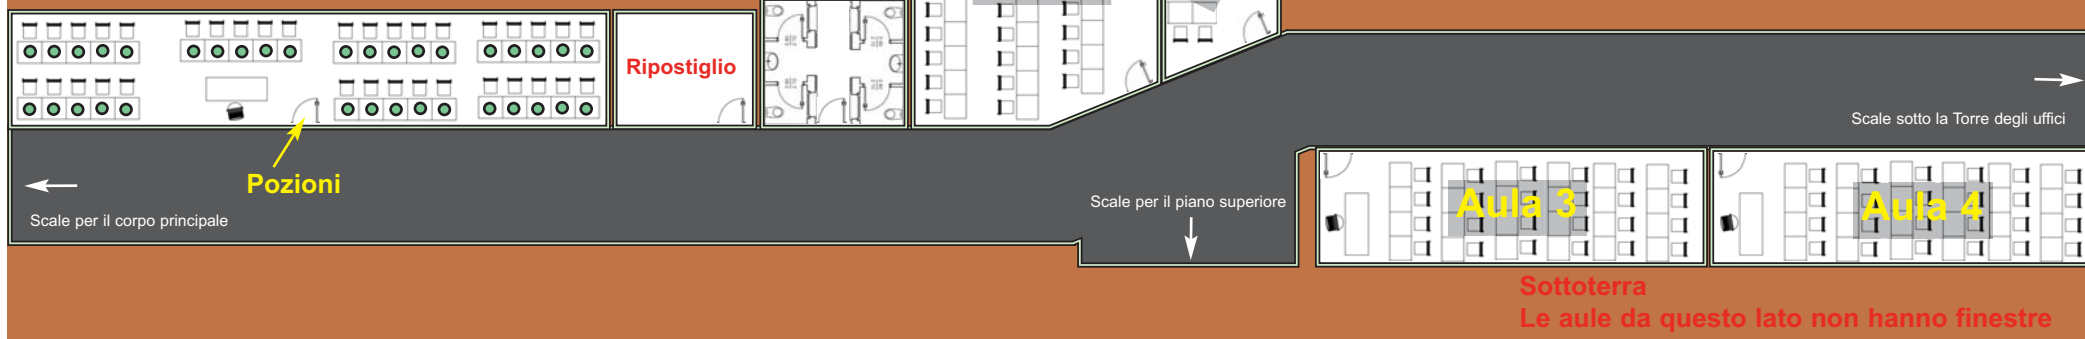 Ripostiglio
Scale sotto la Torre degli uffici
Pozioni
Scale per il corpo principale
Scale per il piano superiore
Aula 3
Aula 4
Sottoterra
Le aule da questo lato non hanno finestre